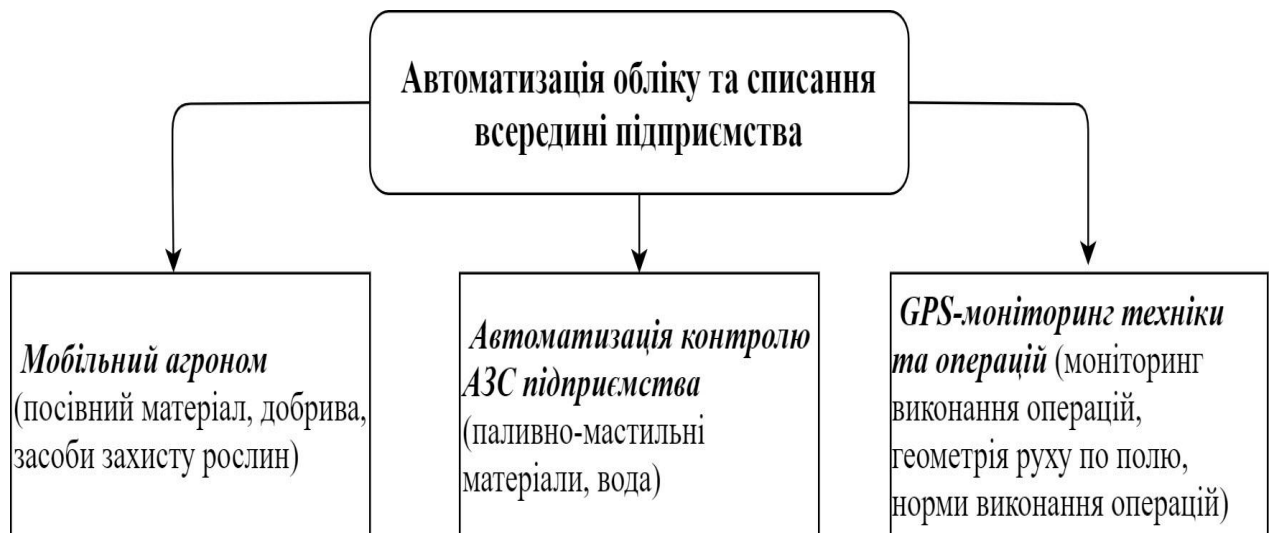 Автоматизація обліку та списання
всередині підприємства
Мобільний агроном
(посівний матеріал, добрива,
засоби захисту рослин)
Автоматизація контролю
АЗС підприємства
(паливно-мастильні
матеріали, вода)
GPS-моніторинг техніки
та операцій (моніторинг
виконання операцій,
геометрія руху по полю,
норми виконання операцій)